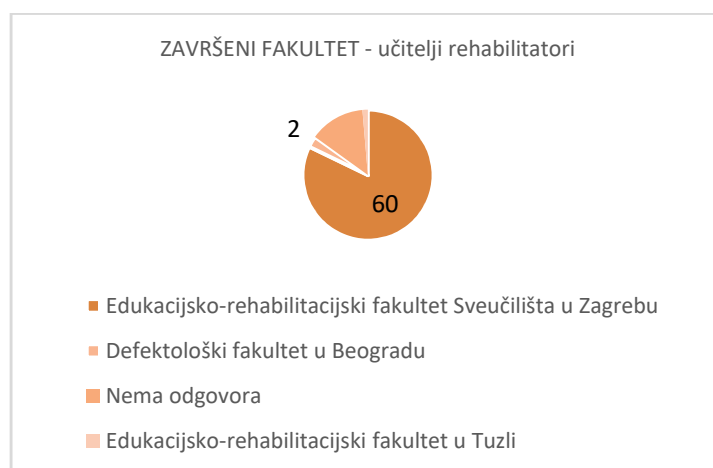 ZAVRŠENI FAKULTET - učitelji rehabilitatori
2
60
Edukacijsko-rehabilitacijski fakultet Sveučilišta u Zagrebu
Defektološki fakultet u Beogradu
Nema odgovora
Edukacijsko-rehabilitacijski fakultet u Tuzli